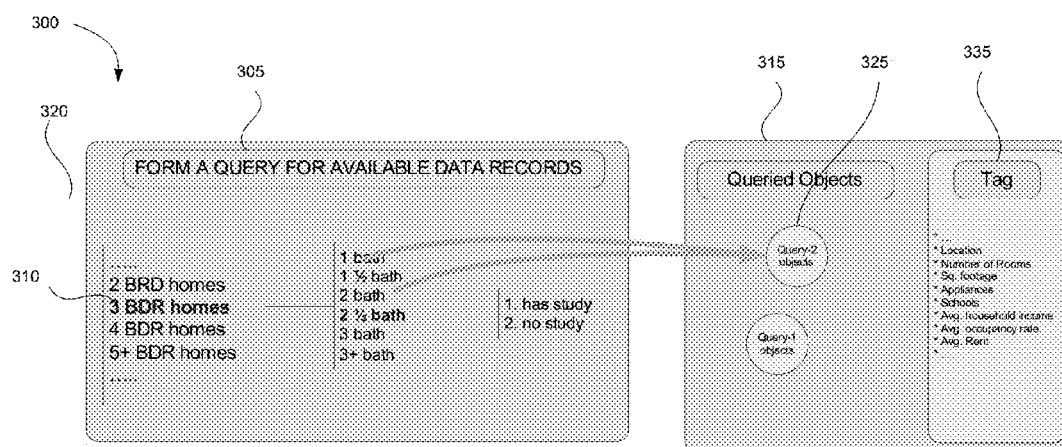 300
320
305
310
315
325
335
FORM A QUERY FOR AVAILABLE DATA RECORDS
.....
2 BRD homes
3 BDR homes
4 BDR homes
5+ BDR homes
.....
1 bath
1 ½ bath
2 bath
2 ½ bath
3 bath
3+ bath
1. has study
2. no study
Queried Objects
Query-2
objects
Query-1
objects
Tag
* ...
* Location
* Number of Rooms
* Sq. footage
* Appliances
* Schools
* Avg. household income
* Avg. occupancy rate
* Avg. Rent
*